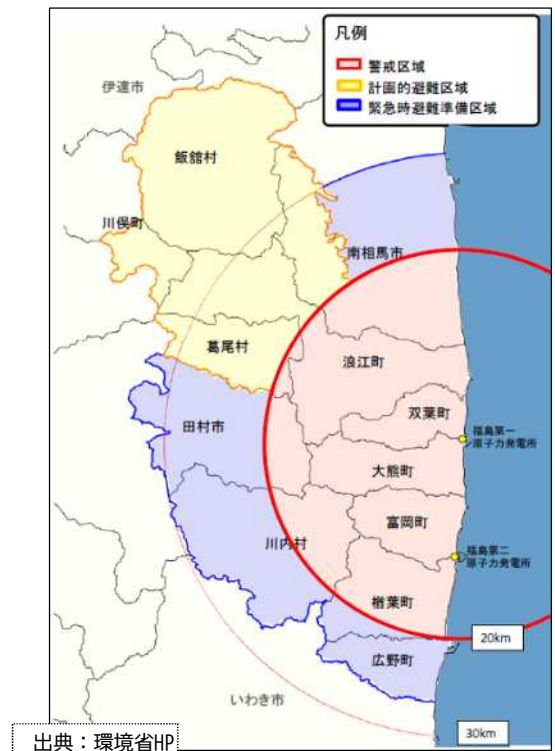 凡例
警戒区域
計画的避難区域
緊急時避難準備区域
伊達市
飯舘村
川俣町
南相馬市
葛尾村
浪江町
双葉町
田村市
福島第一
原子力発電所
大熊町
富岡町
川内村
福島第二
原子力発電所
楢葉町
20km
広野町
いわき市
30km
出典：環境省HP